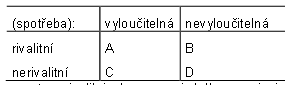 (spotřeba): vyloučitelná nevyloučitelná
rivalitní A B
nerivalitní C D